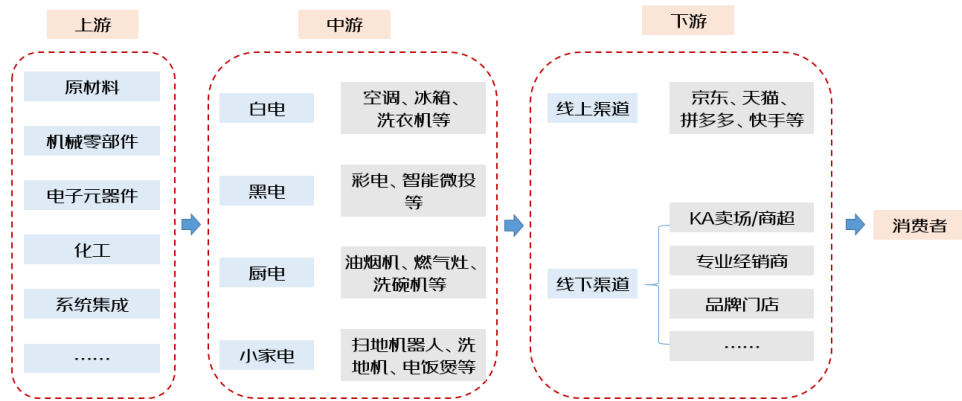 上游
中游
下游
原材料
机械零部件
电子元器件
化工
系统集成
……
白电
空调、冰箱、
洗衣机等
黑电
彩电、智能微投
等
厨电
油烟机、燃气灶、
洗碗机等
小家电
扫地机器人、洗
地机、电饭煲等
线上渠道
京东、天猫、
拼多多、快手等
线下渠道
KA卖场/商超
专业经销商
品牌门店
……
消费者